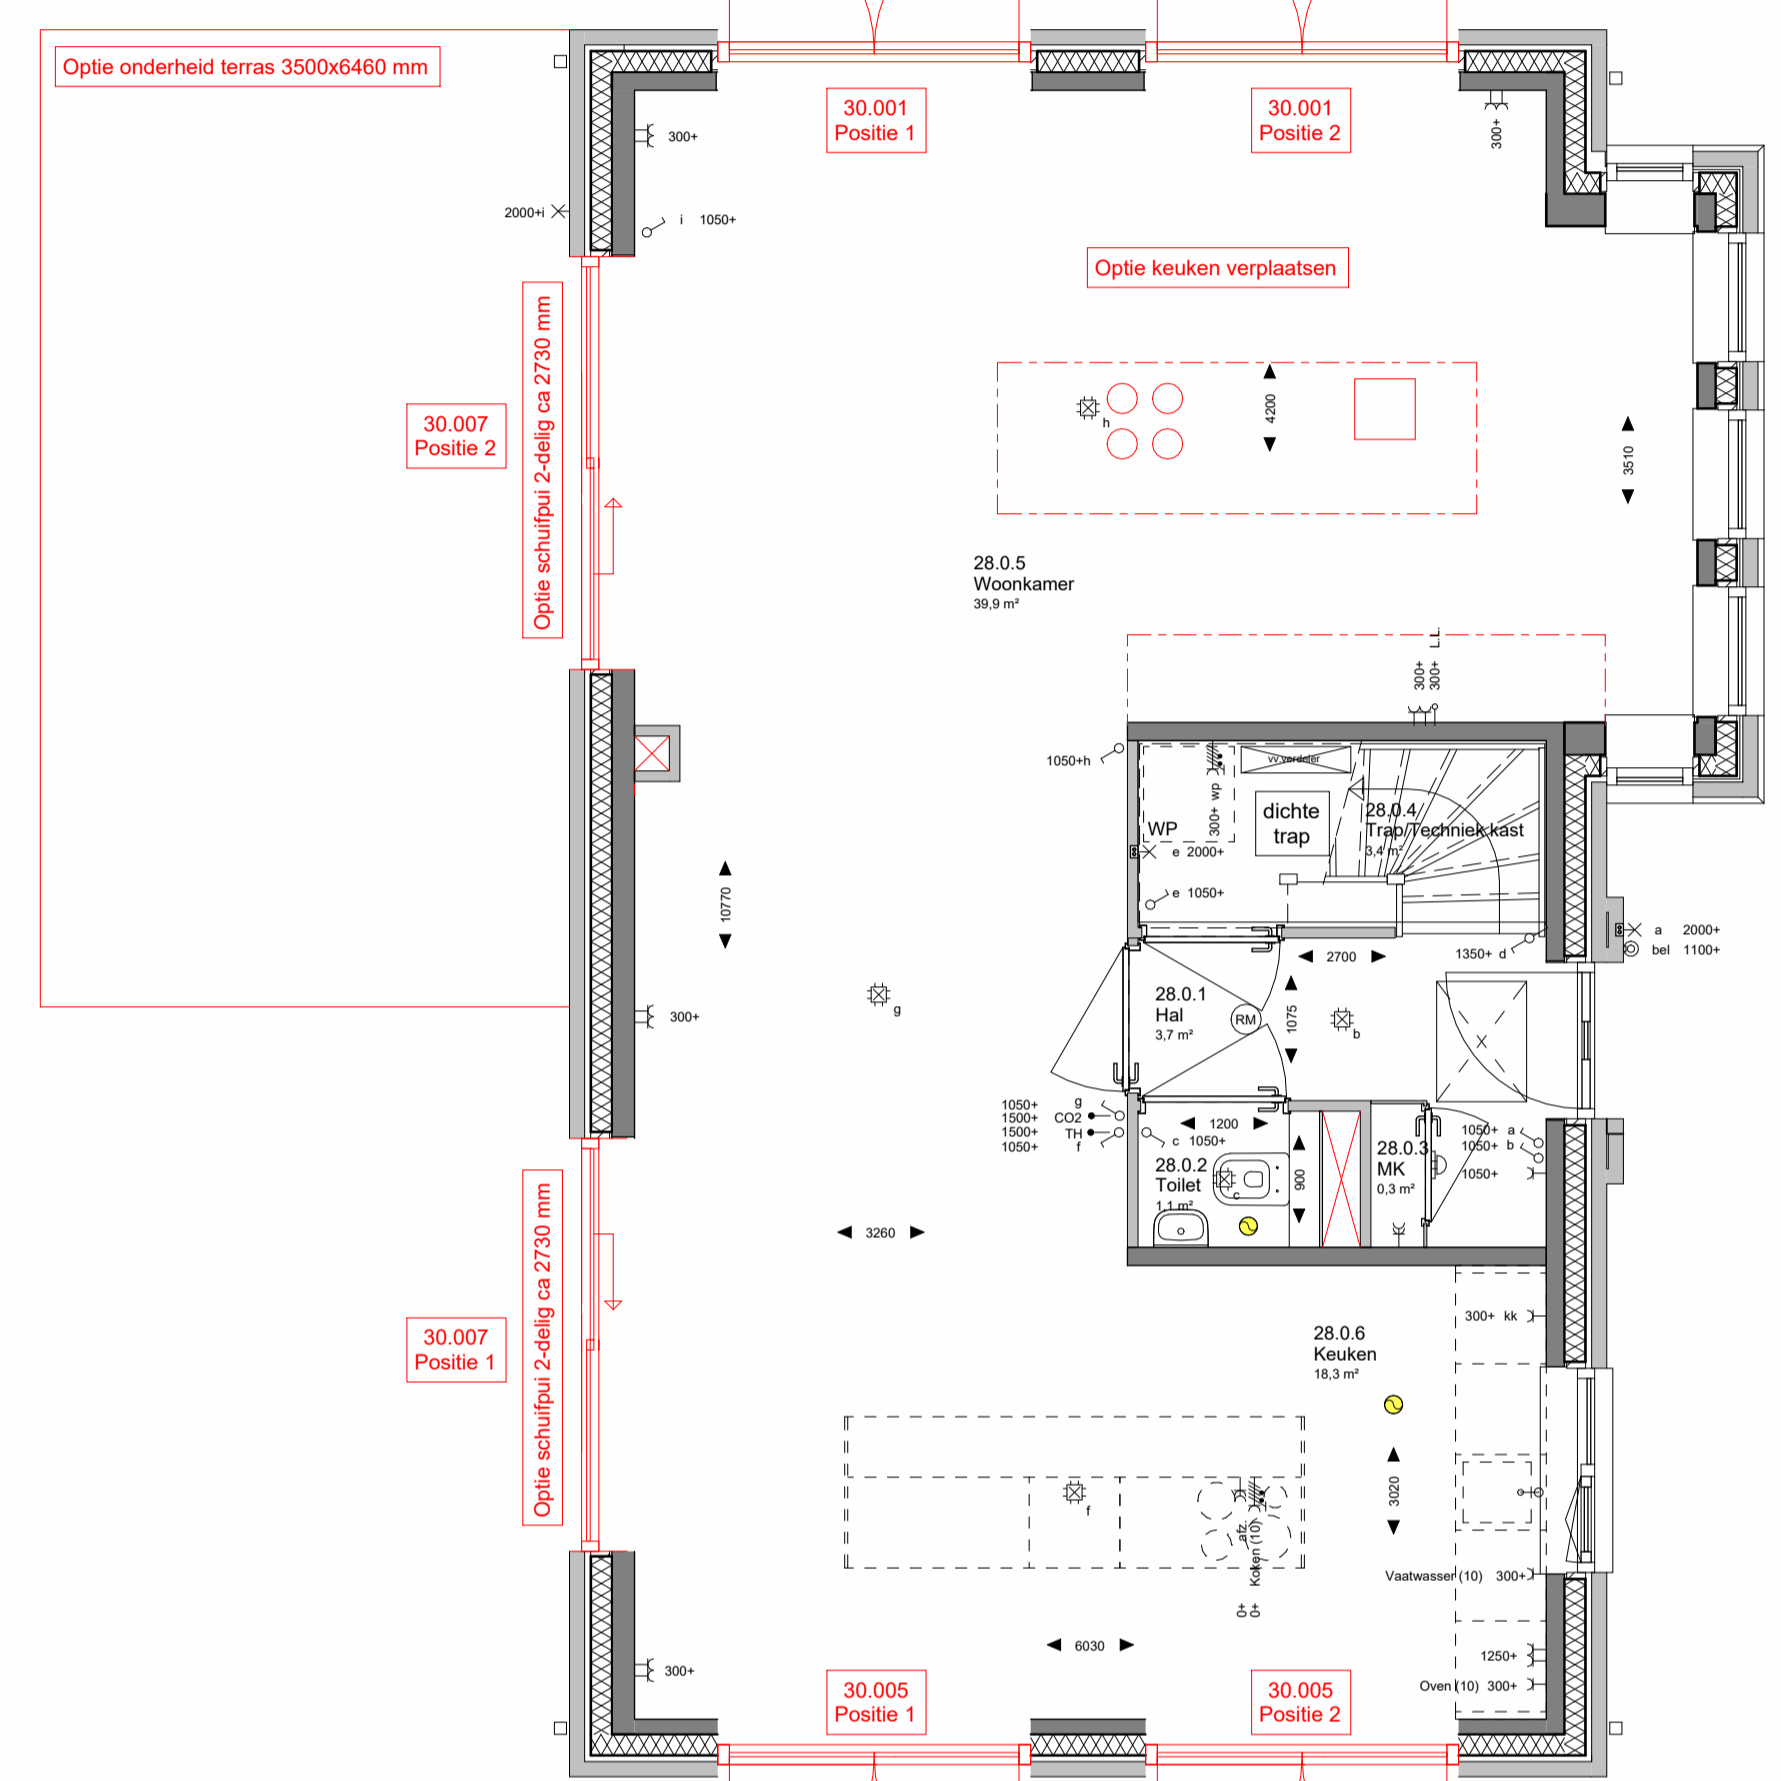 Optie onderheid terras 3500x6460 mm
30.001
Positie 1
30.001
Positie 2
300+
300+
2000+i
i 1050+
Optie keuken verplaatsen
Optie schuifpui 2-delig ca 2730 mm
30.007
Positie 2
h
4200
3510
28.0.5
Woonkamer
39,9 m²
300+
300+ L.L.
1050+h
vv.verdeler
300+ wp
WP
dichte
trap
28.0.4
Trap/Techniek kast
3,4 m²
e 2000+
e 1050+
10770
a 2000+
bel 1100+
1350+ d
2700
28.0.1
Hal
3,7 m²
RM
1075
b
g
300+
1050+ g
1500+ CO2
1500+ TH
1050+ f
1200
c 1050+
28.0.2
Toilet
1,1 m²
c
900
28.0.3
MK
0,3 m²
1050+ a
1050+ b
1050+
3260
Optie schuifpui 2-delig ca 2730 mm
30.007
Positie 1
300+ kk
28.0.6
Keuken
18,3 m²
f
3020
0+ afz.
0+ Koken (10)
Vaatwasser (10) 300+
6030
1250+
Oven (10) 300+
300+
30.005
Positie 1
30.005
Positie 2